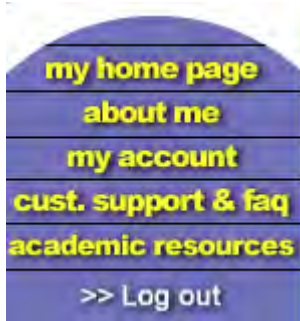 my home page
about me
my account
cust. support & faq
academic resources
>> Log out